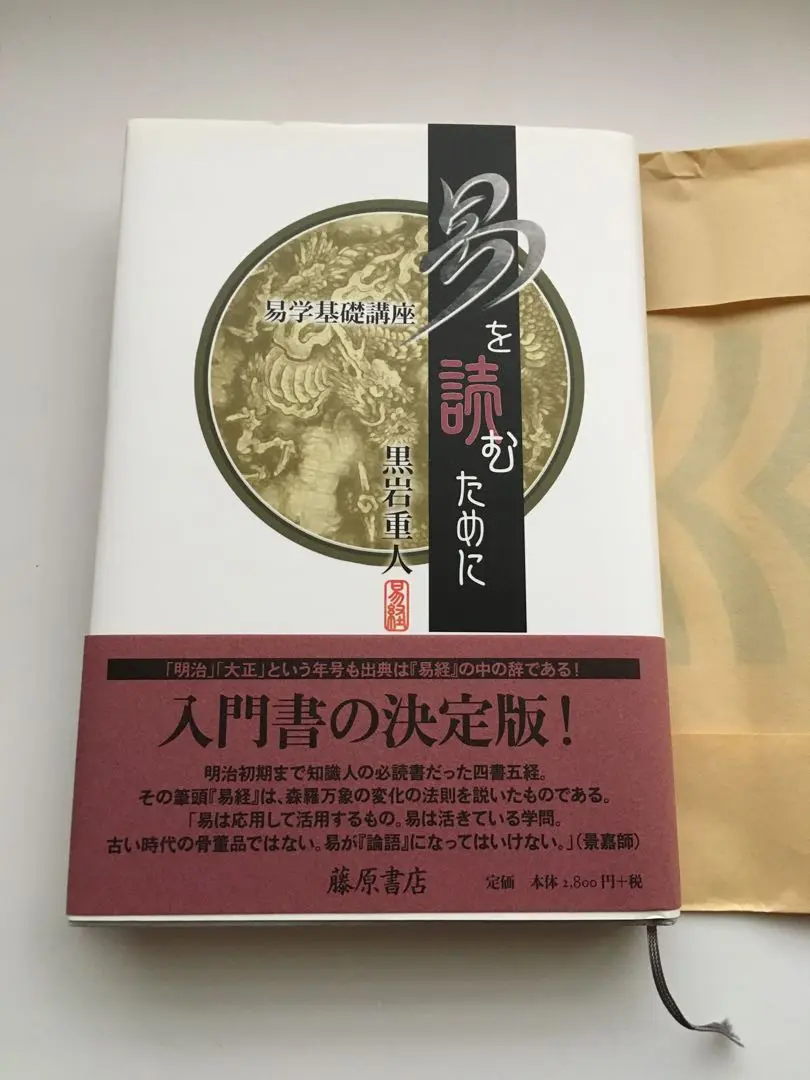 易を読むために
易学基礎講座
黒岩重人
易経
「明治」「大正」という年号も出典は『易経』の中の辞である!
入門書の決定版!
明治初期まで知識人の必読書だった四書五経。
その筆頭『易経』は、森羅万象の変化の法則を説いたものである。
「易は応用して活用するもの。易は活きている学問。
古い時代の骨董品ではない。易が『論語』になってはいけない。」(景嘉師)
藤原書店
定価 本体2,800円+税